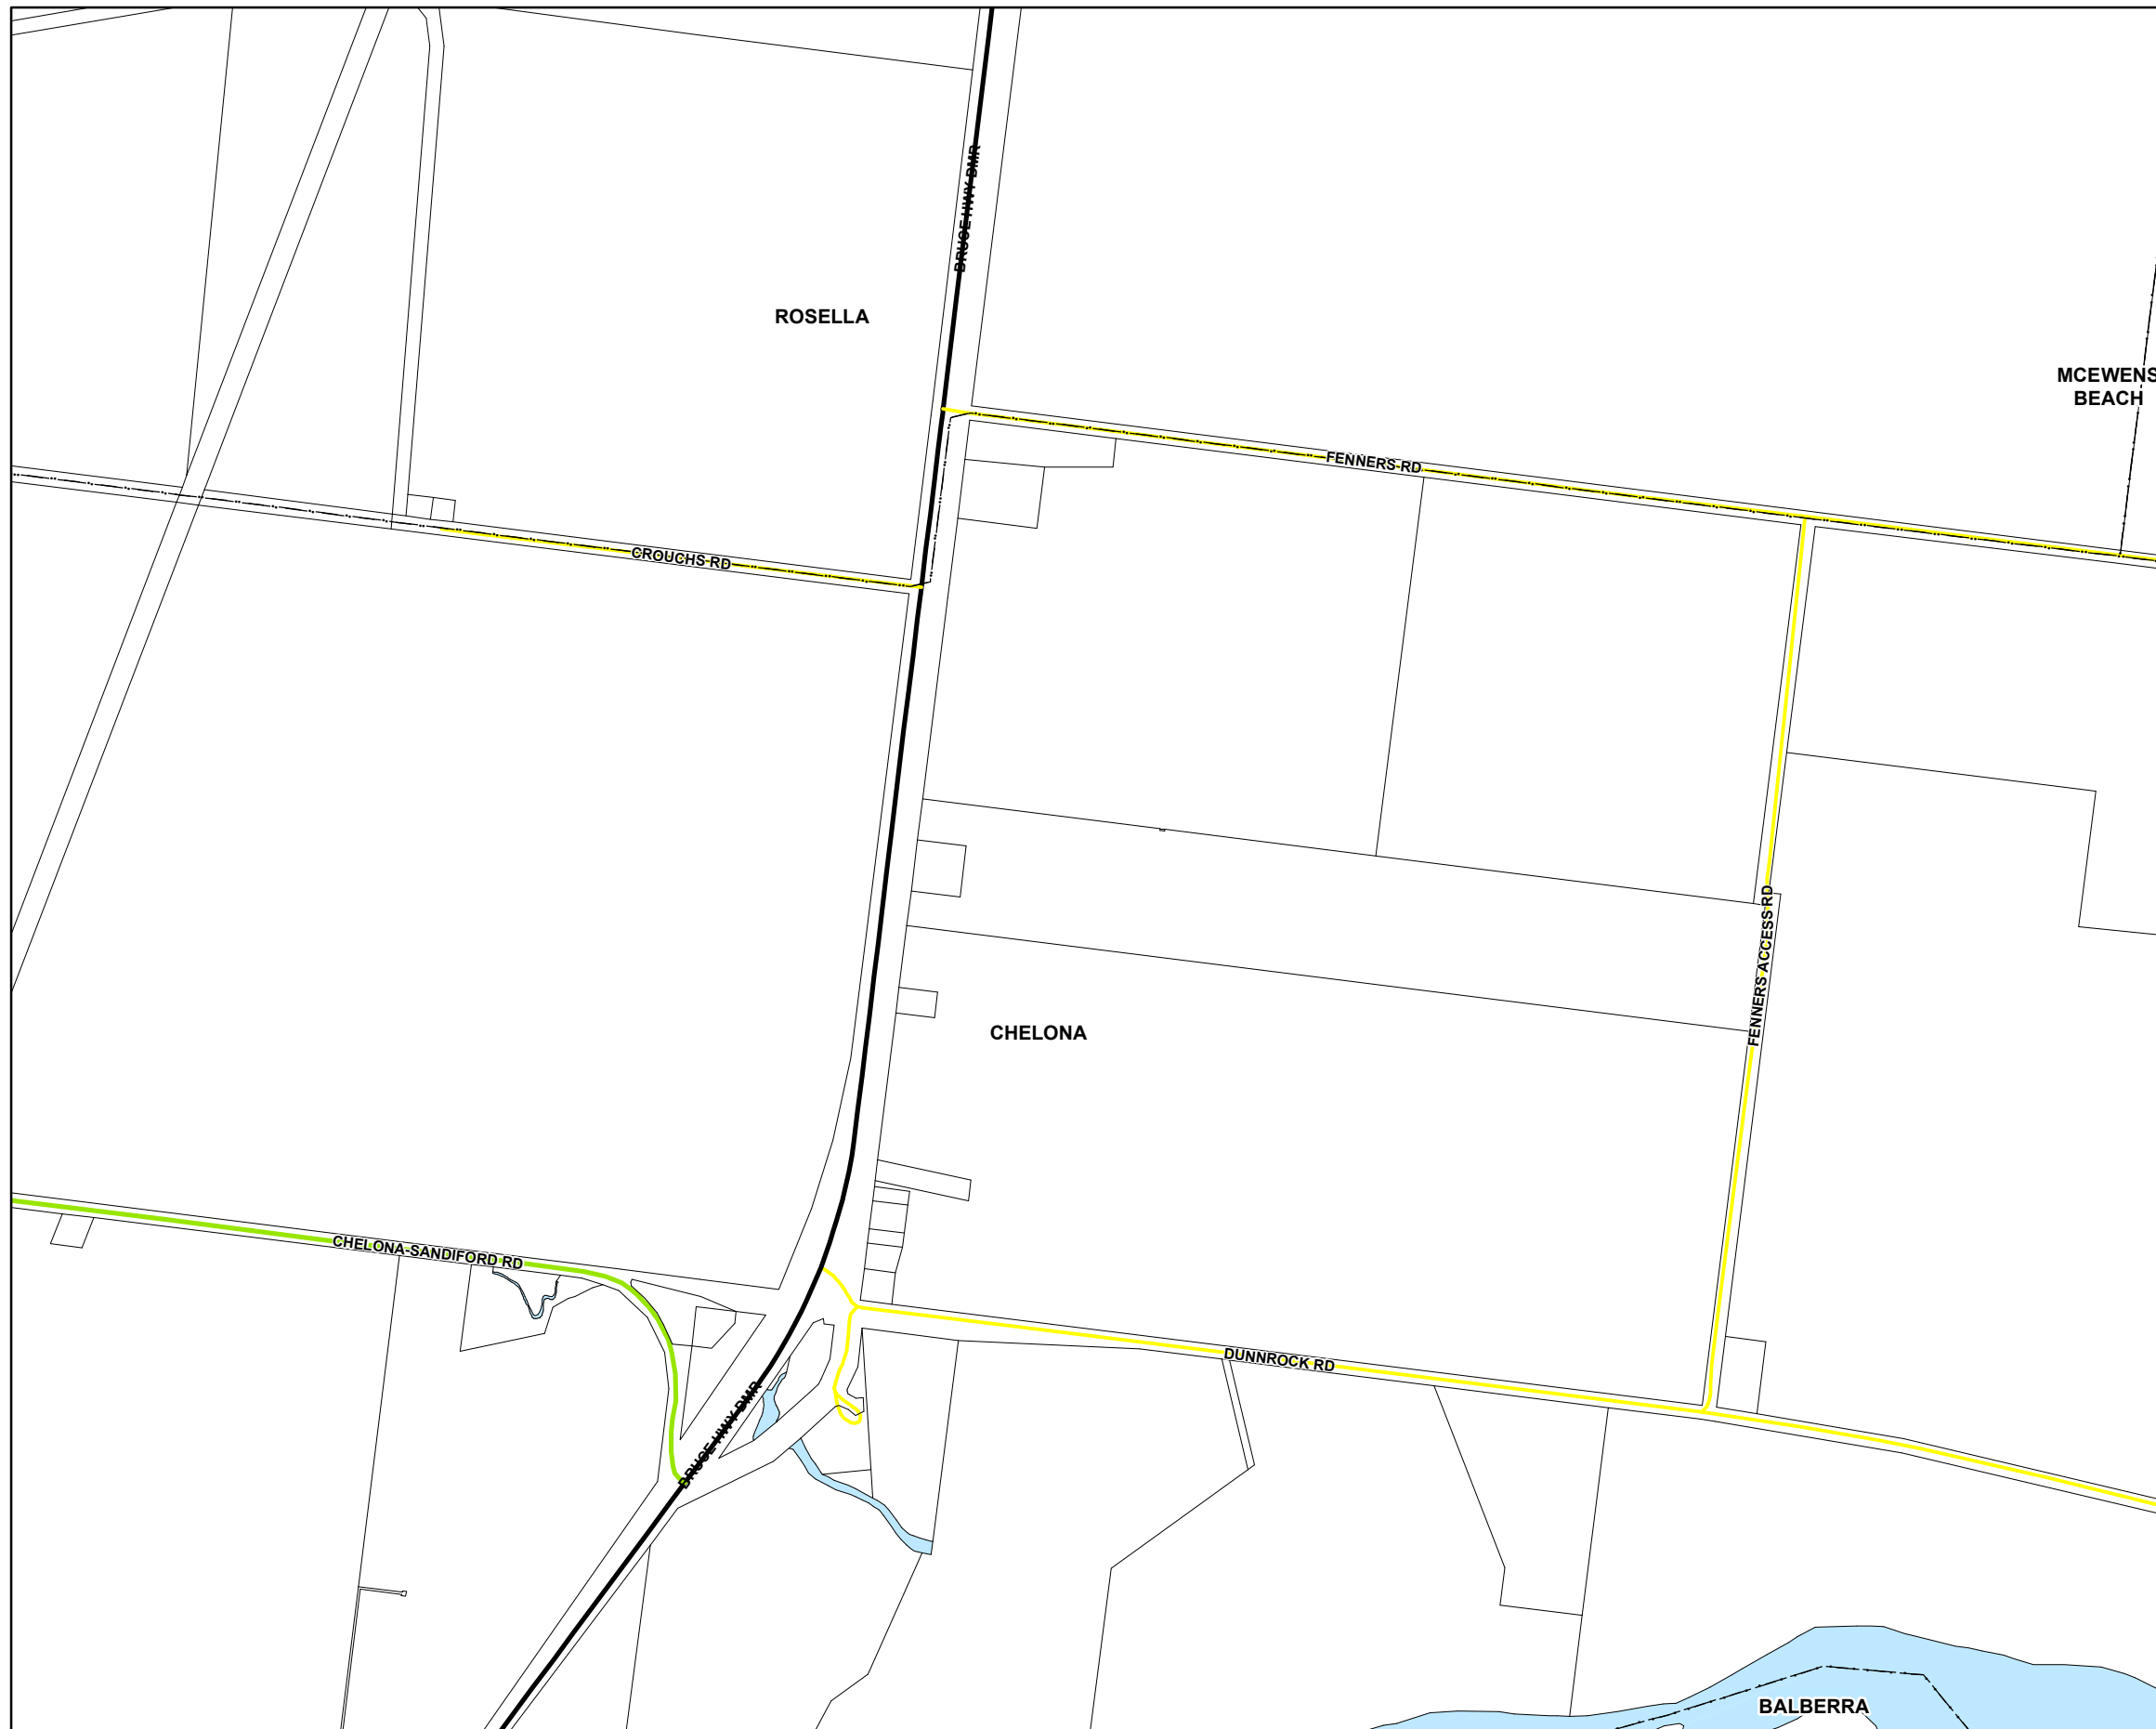 BRUCE HWY DMR
ROSELLA
MCEWENS
BEACH
FENNERS RD
CROUCHS RD
FENNERS ACCESS RD
CHELONA
CHELONA-SANDIFORD RD
DUNNROCK RD
BRUCE HWY DMR
BALBERRA